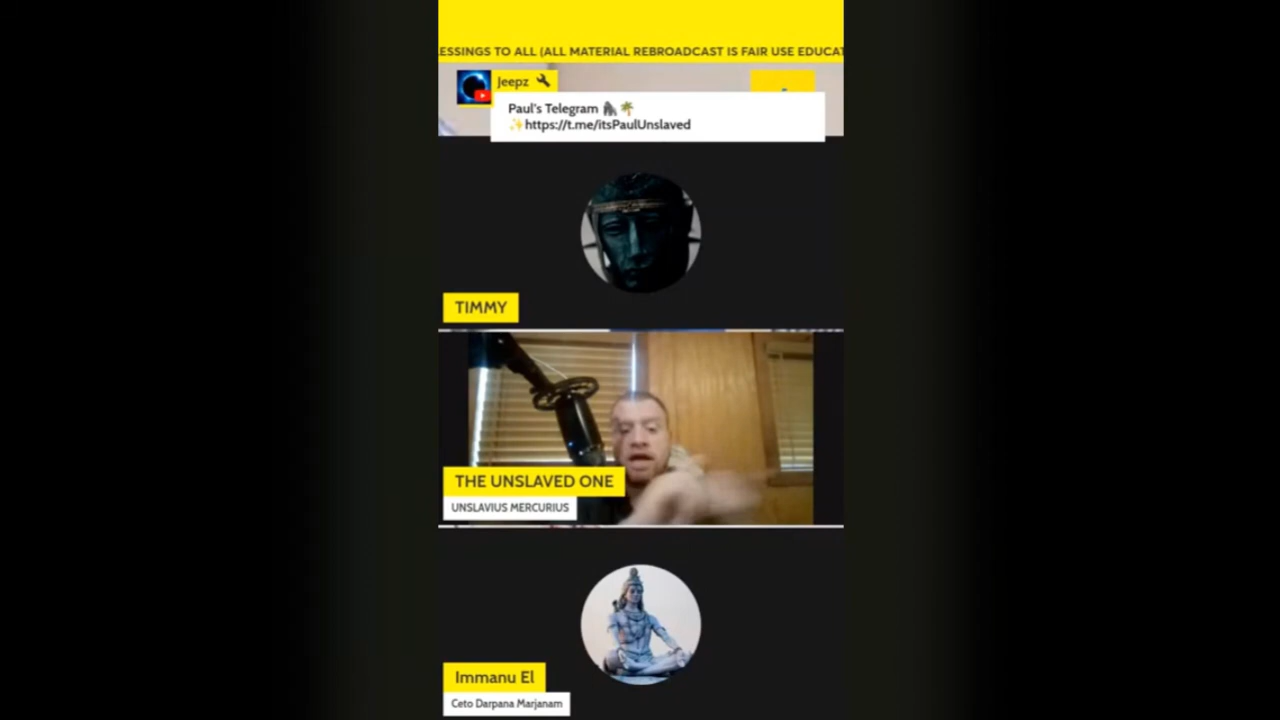 ESSINGS TO ALL (ALL MATERIAL REBROADCAST IS FAIR USE EDUCAT
Jeepz 🔧
Paul's Telegram 🦍🌴
✨https://t.me/itsPaulUnslaved
TIMMY
THE UNSLAVED ONE
UNSLAVIUS MERCURIUS
Immanu El
Ceto Darpana Marjanam